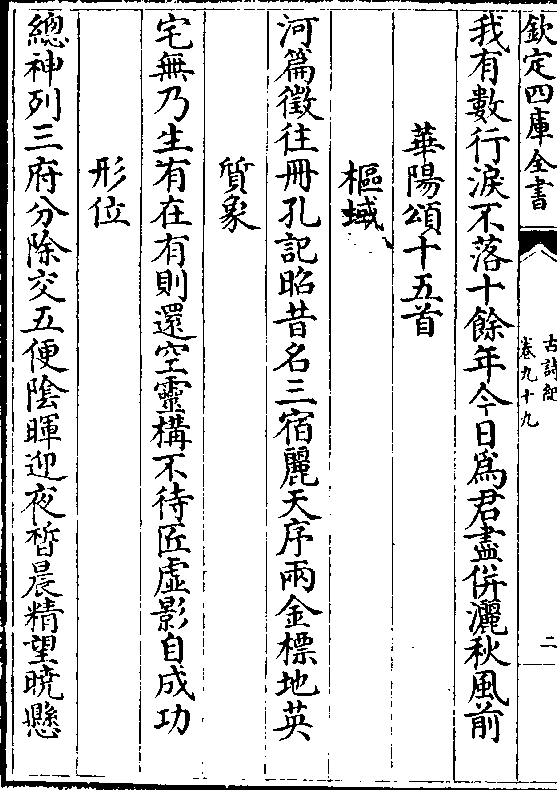 欽定四庫全書
古詩紀
卷九十九
二
我有數行淚不落十餘年今日為君盡併灑秋風前
華陽頌十五首
樞域
河篇徵往冊孔記昭昔名三宿麗天序兩金標地英
質象
宅無乃生有在有則還空靈構不待匠虛影自成功
形位
總神列三府分除交五便陰暉迎夜晳晨精望曉懸